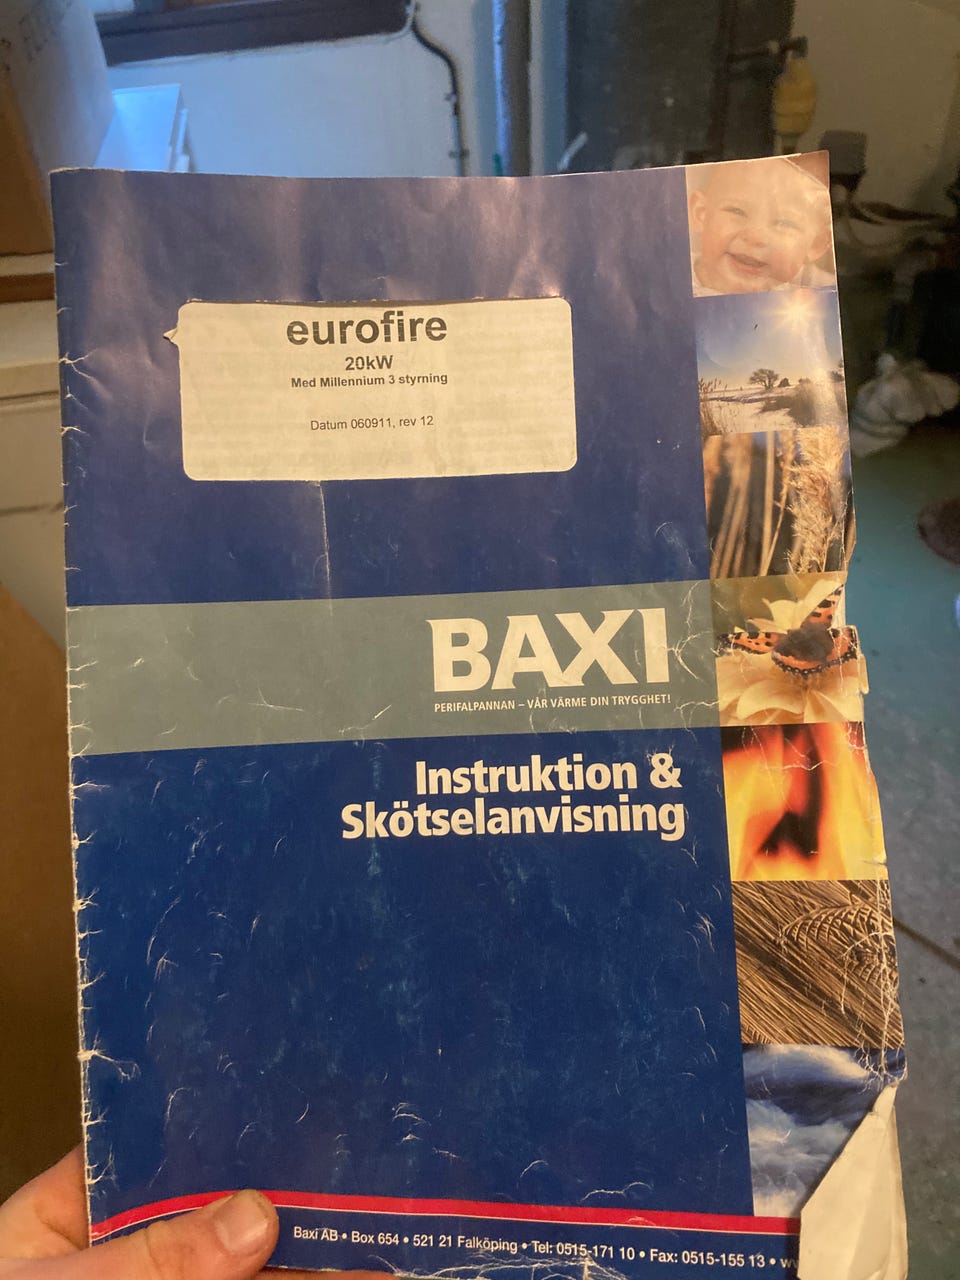 eurofire
20kW
Med Millennium 3 styrning
Datum 060911, rev 12
BAXI
PERIFALPANNAN – VÅR VÄRME DIN TRYGGHET!
Instruktion &
Skötselanvisning
Baxi AB • Box 654 • 521 21 Falköping • Tel: 0515-171 10 • Fax: 0515-155 13 •